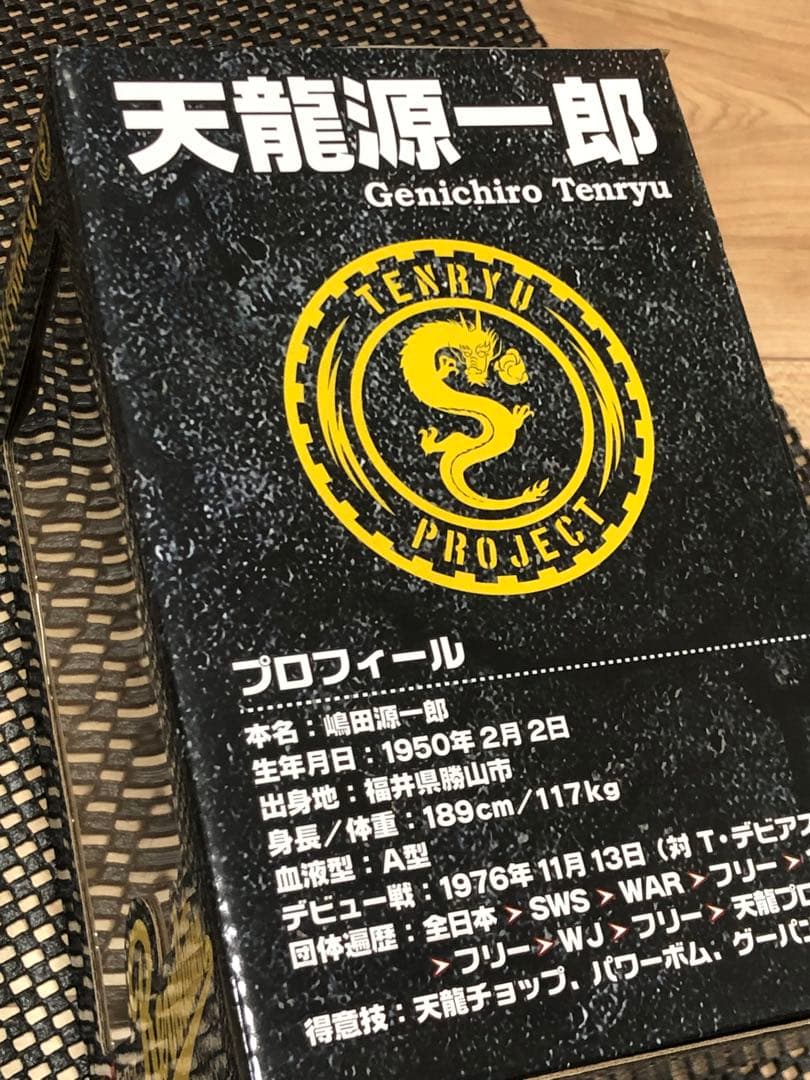 天龍源一郎
Genichiro Tenryu
TENRYU
PROJECT
プロフィール
本名：嶋田源一郎
生年月日：1950年2月2日
出身地：福井県勝山市
身長／体重：189cm／117kg
血液型：A型
デビュー戦：1976年11月13日（対 T・デビアス
団体遍歴：全日本＞SWS＞WAR＞フリー＞
＞フリー＞WJ＞フリー＞天龍プロ
得意技：天龍チョップ、パワーボム、グーパン